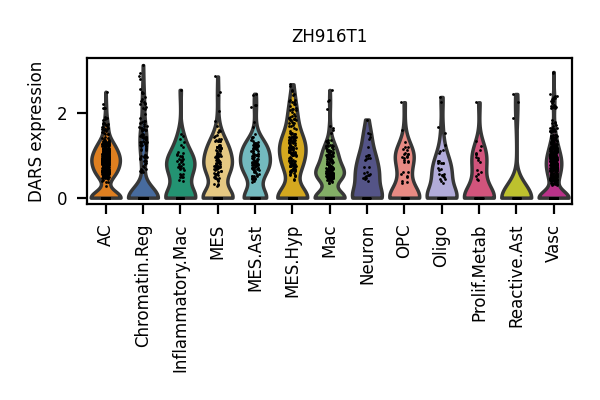 ZH916T1
DARS expression
2
0
AC
Chromatin.Reg
Inflammatory.Mac
MES
MES.Ast
MES.Hyp
Mac
Neuron
OPC
Oligo
Prolif.Metab
Reactive.Ast
Vasc